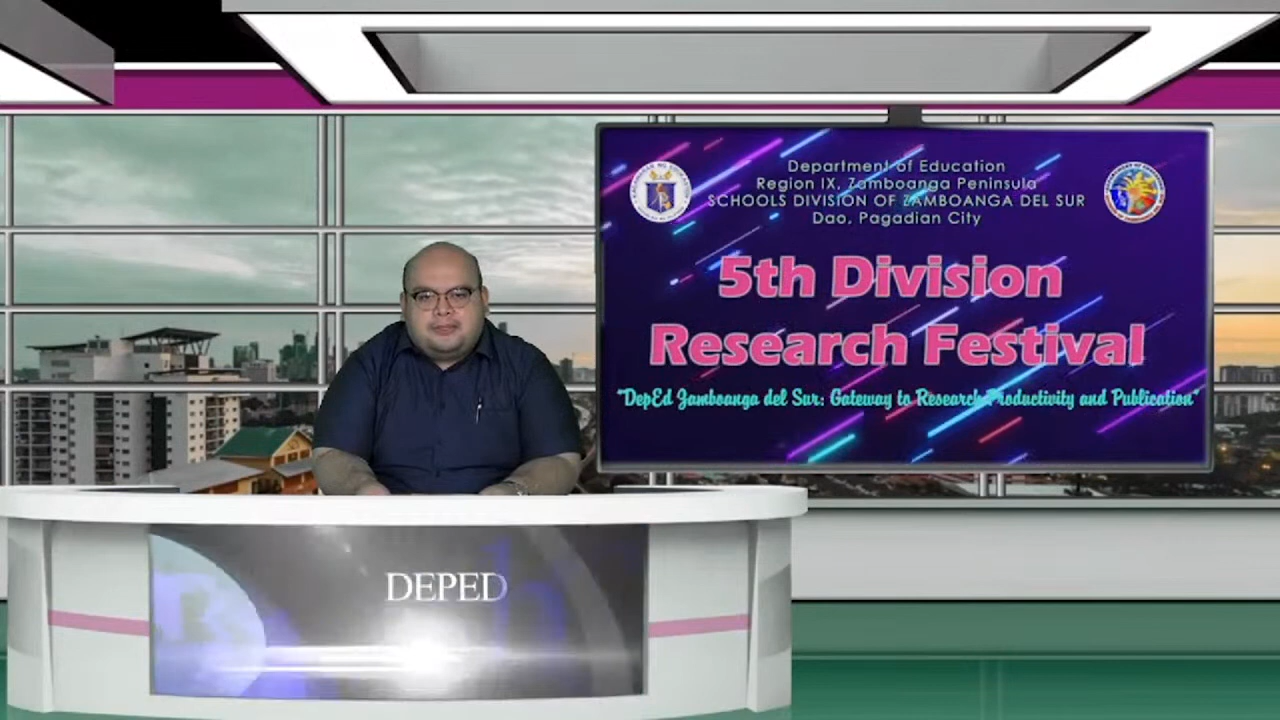 Department of Education
Region IX, Zamboanga Peninsula
SCHOOLS DIVISION OF ZAMBOANGA DEL SUR
Dao, Pagadian City
5th Division
Research Festival
"DepEd Zamboanga del Sur: Gateway to Research Productivity and Publication"
DEPED